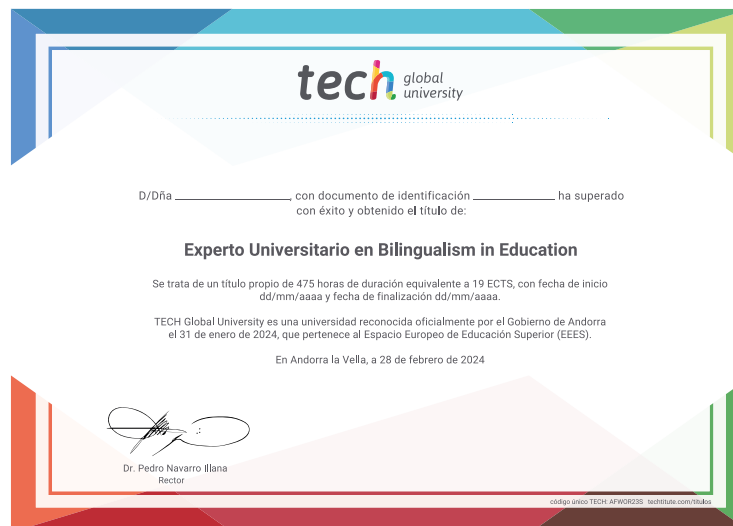 tech global university
D/Dña ____________________, con documento de identificación ______________ ha superado
con éxito y obtenido el título de:
Experto Universitario en Bilingualism in Education
Se trata de un título propio de 475 horas de duración equivalente a 19 ECTS, con fecha de inicio
dd/mm/aaaa y fecha de finalización dd/mm/aaaa.
TECH Global University es una universidad reconocida oficialmente por el Gobierno de Andorra
el 31 de enero de 2024, que pertenece al Espacio Europeo de Educación Superior (EEES).
En Andorra la Vella, a 28 de febrero de 2024
Dr. Pedro Navarro Illana
Rector
código único TECH: AFWOR23S techtitute.com/titulos